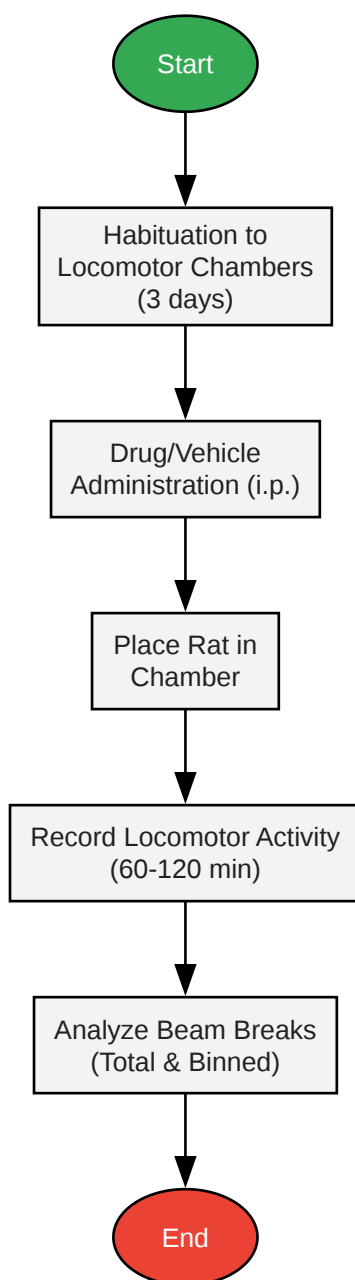 Start
Habituation to
Locomotor Chambers
(3 days)
Drug/Vehicle
Administration (i.p.)
Place Rat in
Chamber
Record Locomotor Activity
(60-120 min)
Analyze Beam Breaks
(Total & Binned)
End